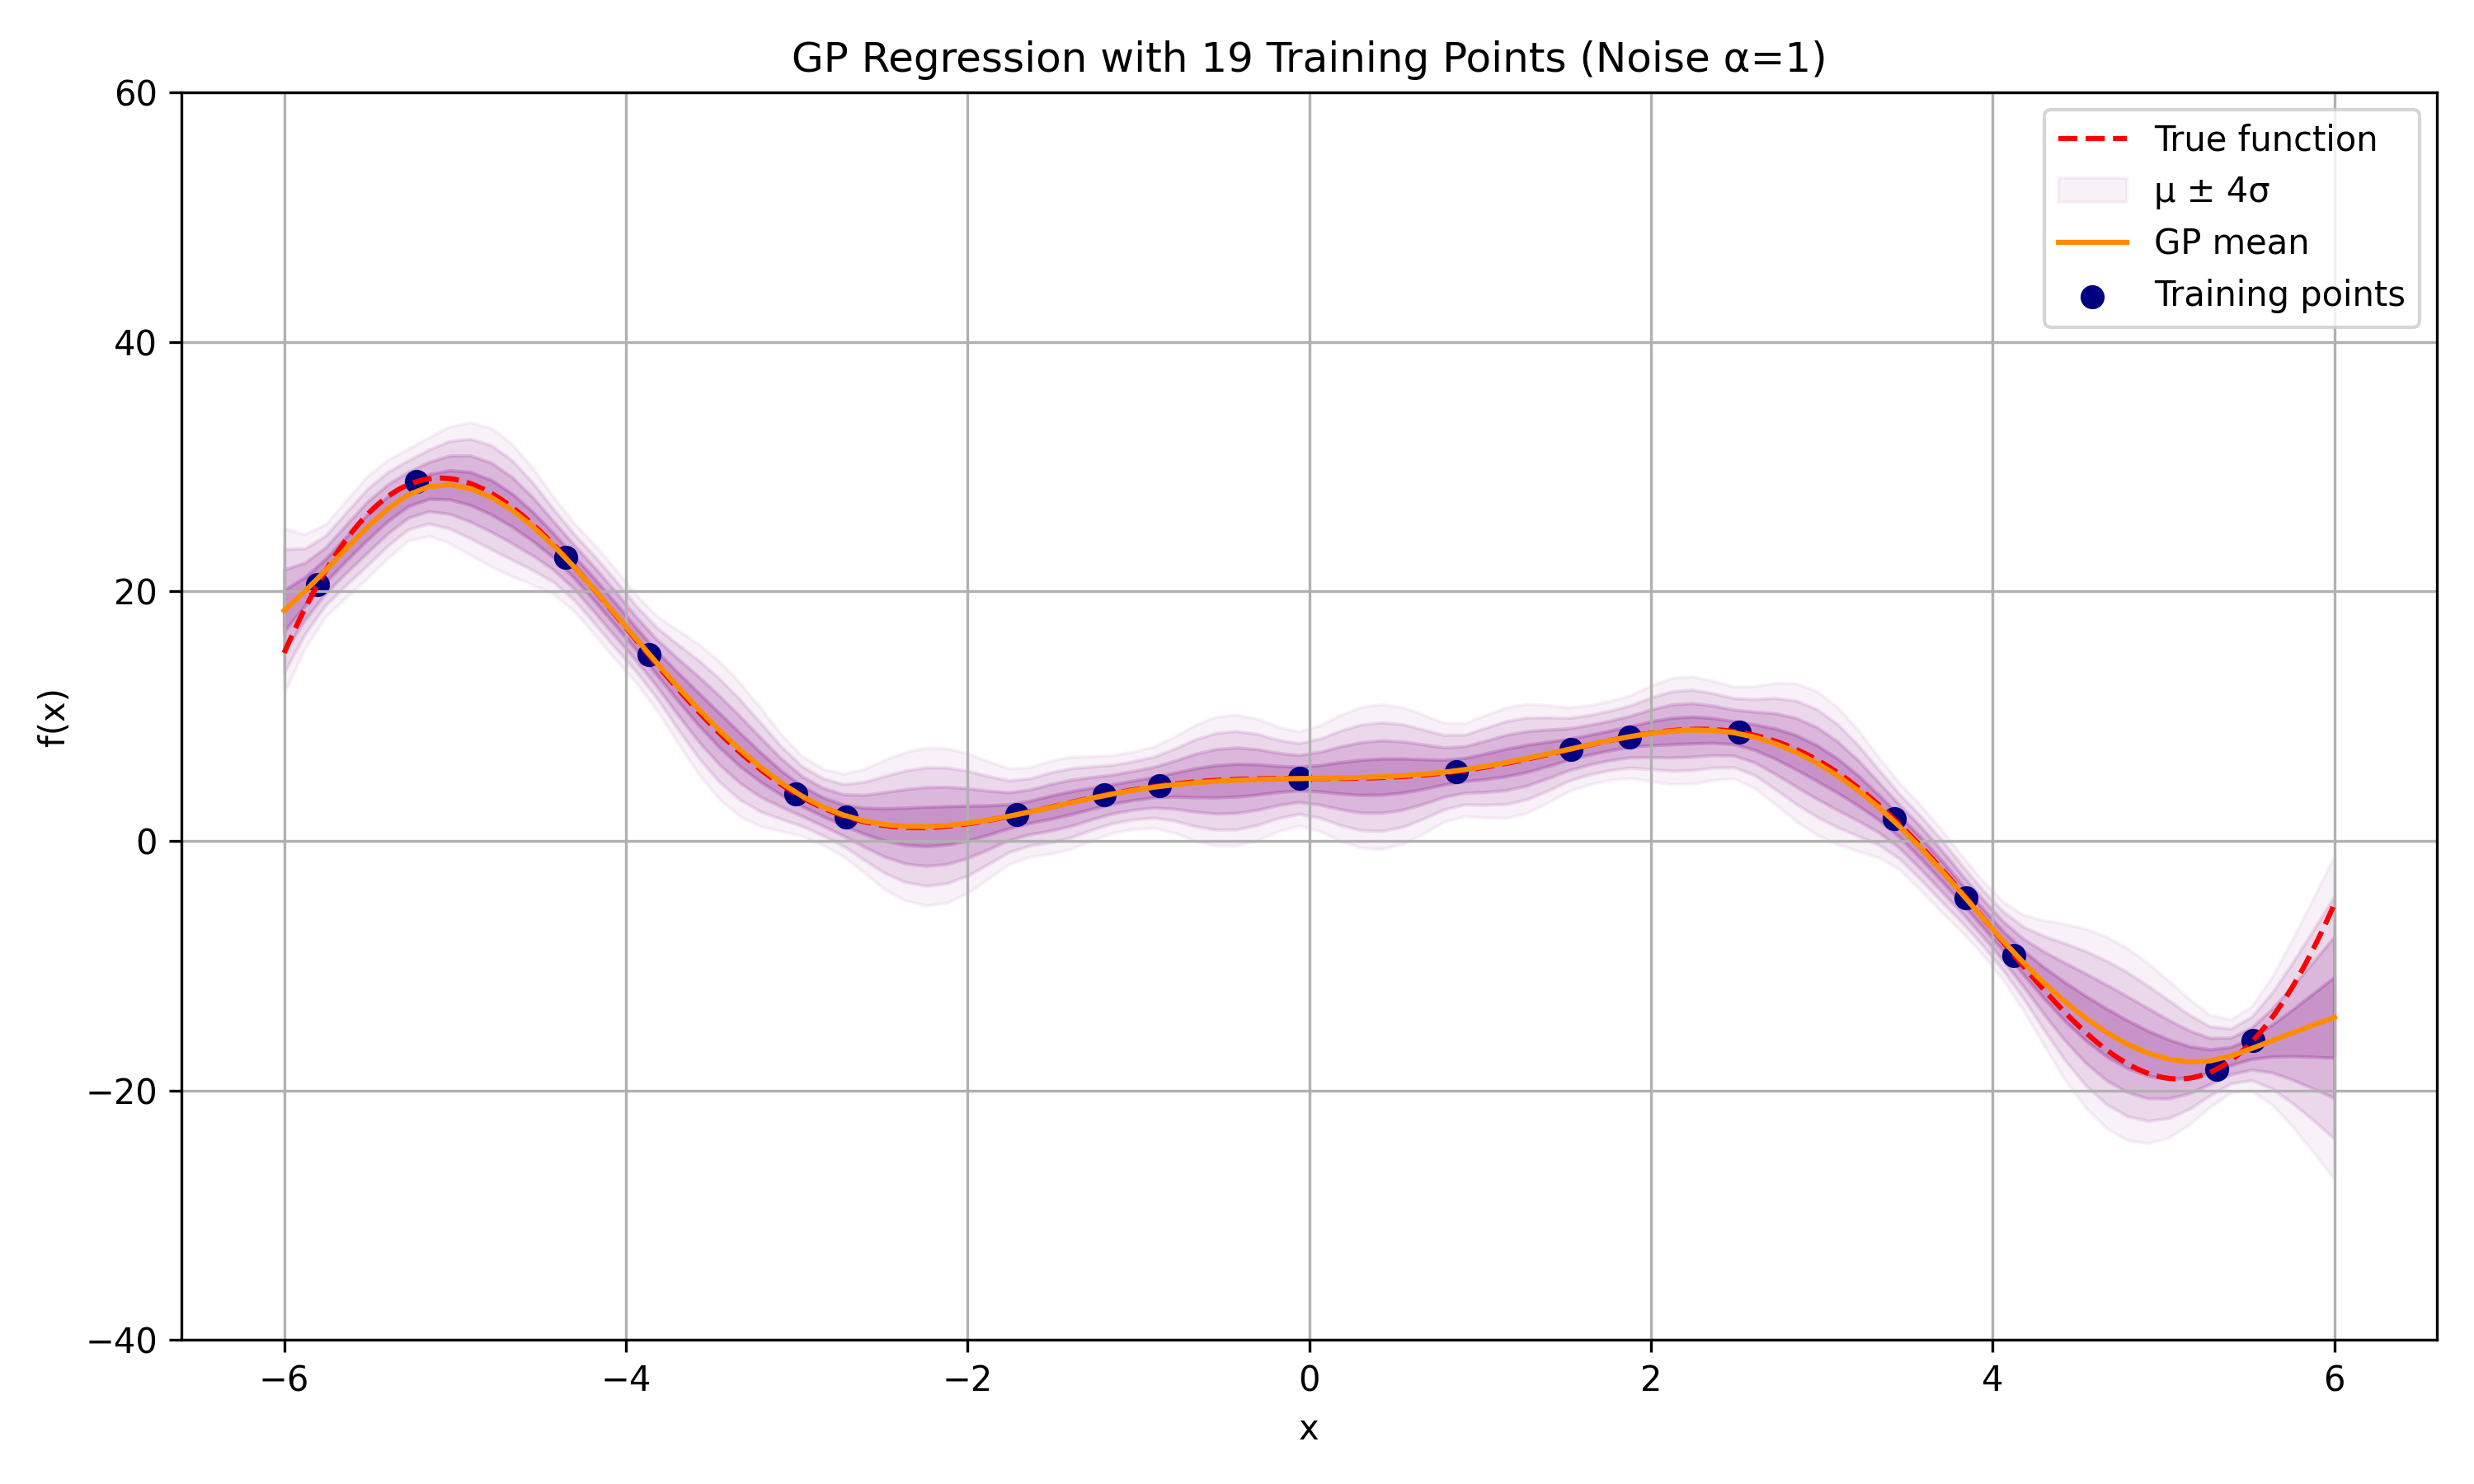 GP Regression with 19 Training Points (Noise α=1)
60
40
20
0
−20
−40
f(x)
True function
μ ± 4σ
GP mean
Training points
−6
−4
−2
0
2
4
6
x